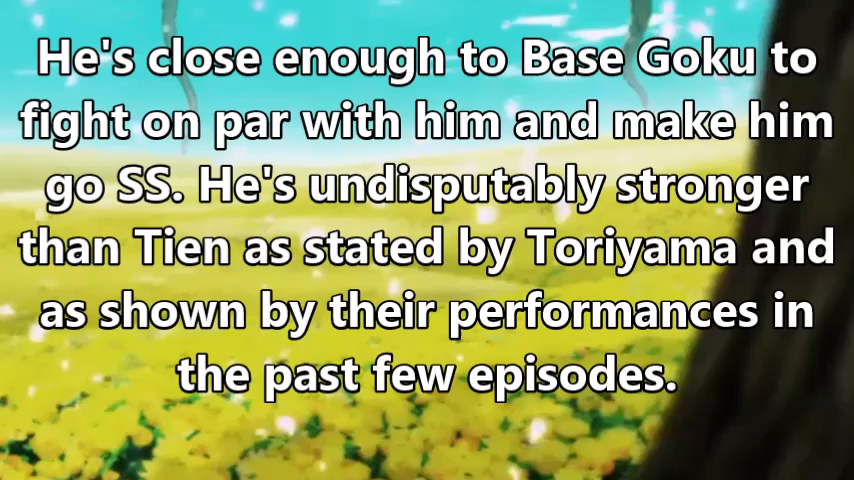 He's close enough to Base Goku to
fight on par with him and make him
go SS. He's undisputably stronger
than Tien as stated by Toriyama and
as shown by their performances in
the past few episodes.